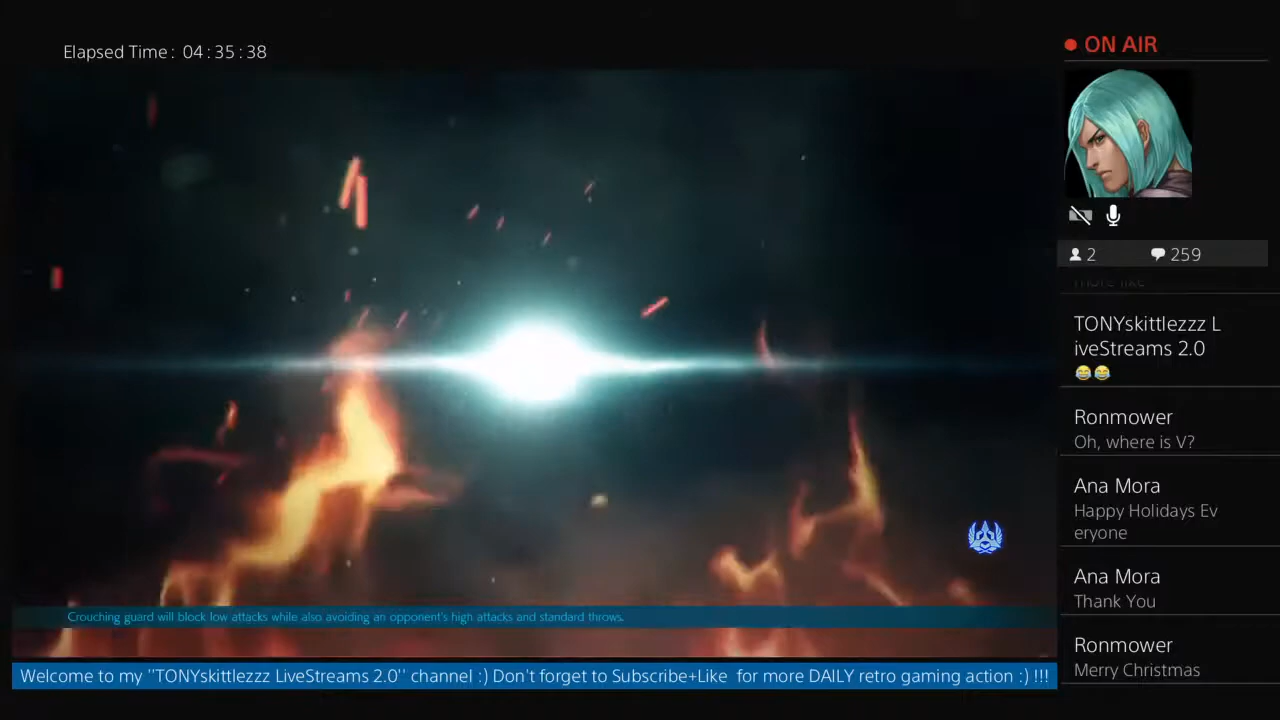 Elapsed Time: 04:35:38
ON AIR
2 259
more like
TONYskittlezzz L
iveStreams 2.0
😂😂
Ronmower
Oh, where is V?
Ana Mora
Happy Holidays Ev
eryone
Ana Mora
Thank You
Ronmower
Merry Christmas
Crouching guard will block low attacks while also avoiding an opponent's high attacks and standard throws.
Welcome to my "TONYskittlezzz LiveStreams 2.0" channel :) Don't forget to Subscribe+Like for more DAILY retro gaming action :) !!!